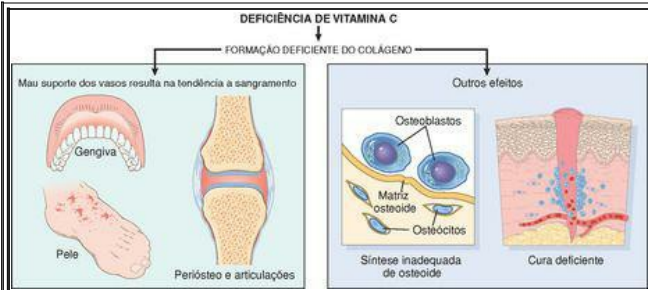 DEFICIÊNCIA DE VITAMINA C
FORMAÇÃO DEFICIENTE DO COLÁGENO
Mau suporte dos vasos resulta na tendência a sangramento
Gengiva
Pele
Periósteo e articulações
Outros efeitos
Osteoblastos
Matriz
osteoide
Osteócitos
Síntese inadequada
de osteoide
Cura deficiente